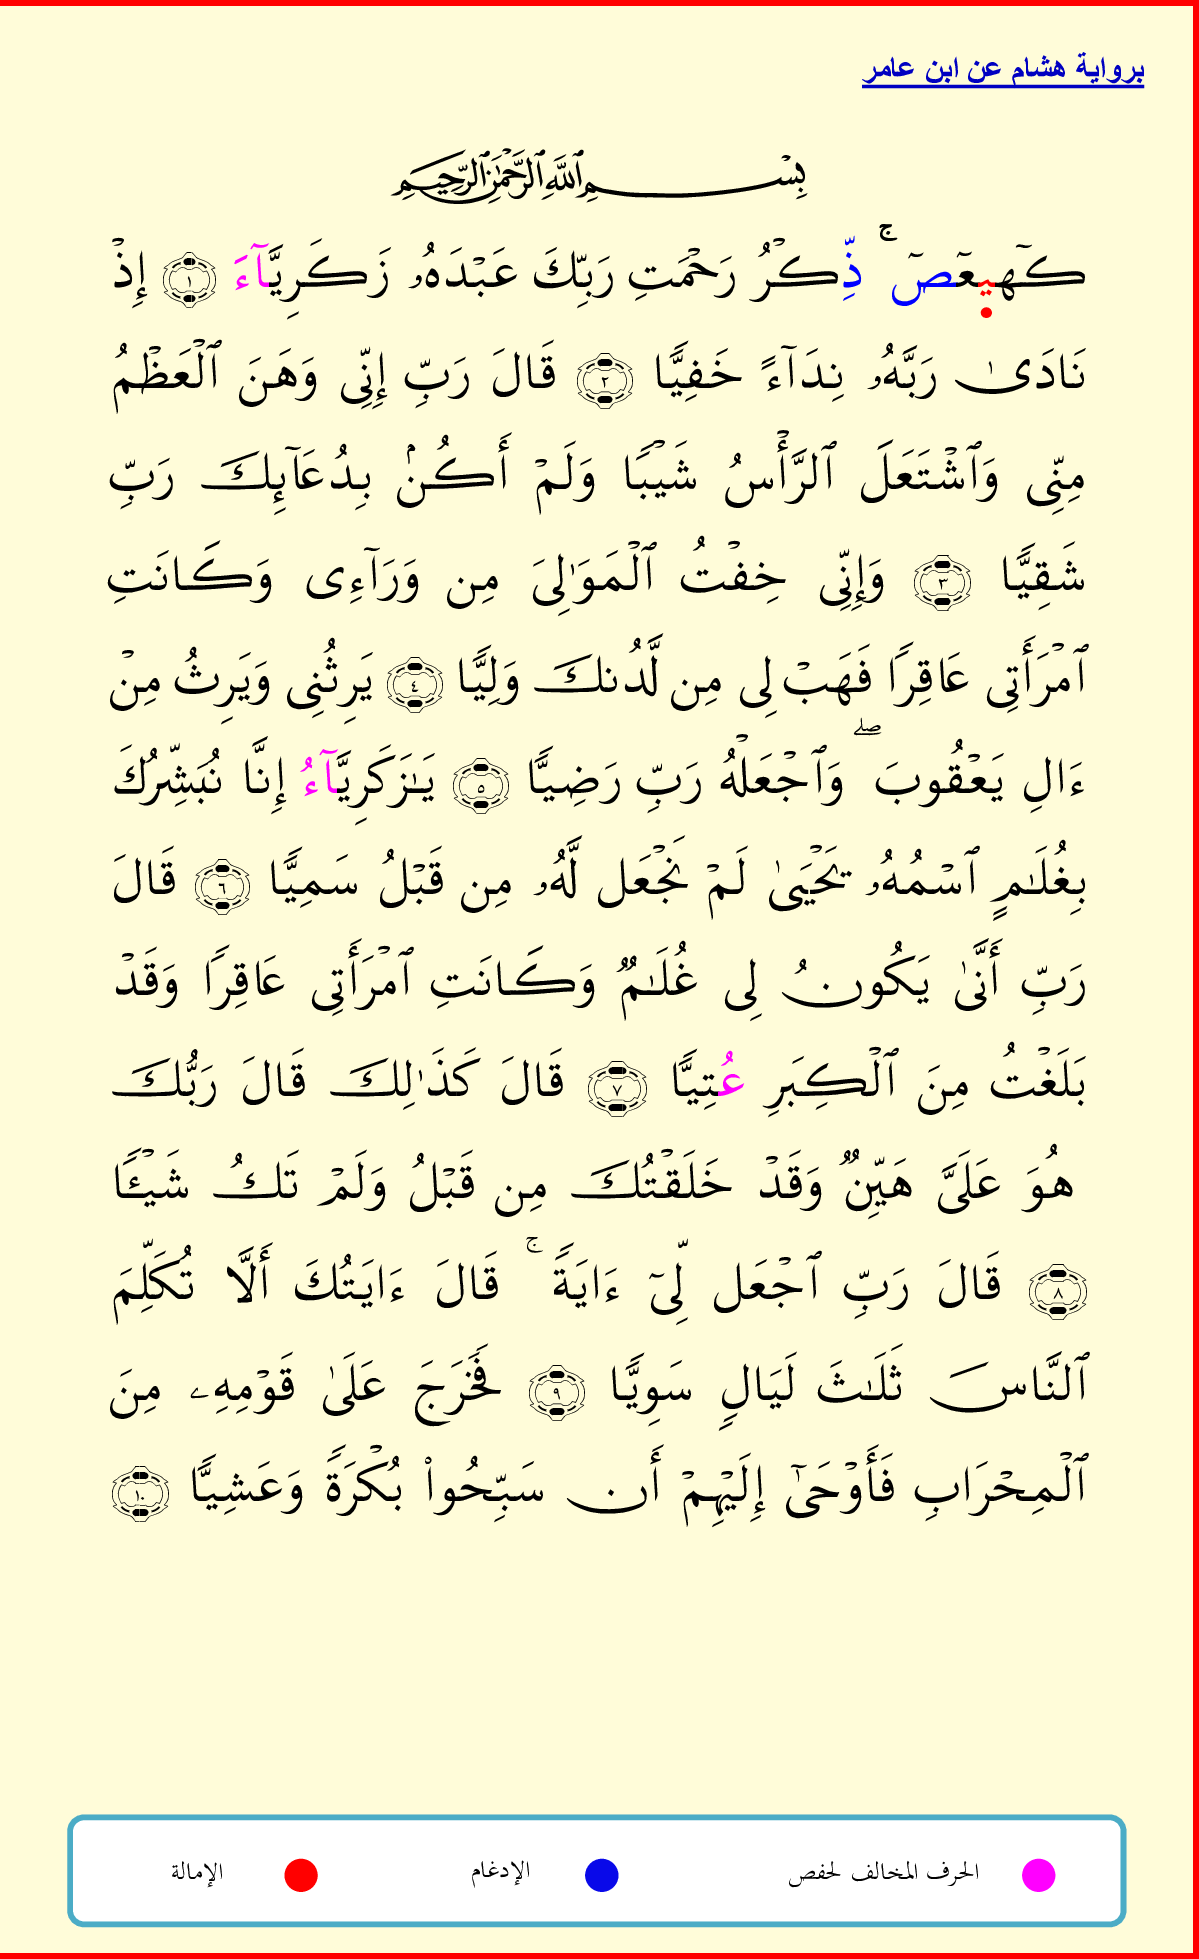 برواية هشام عن ابن عامر
بِسْمِ ٱللَّهِ ٱلرَّحْمَٰنِ ٱلرَّحِيمِ
كٓهيعٓصٓ ۚ ذِّكْرُ رَحْمَتِ رَبِّكَ عَبْدَهُۥ زَكَرِيَّآءَ ١ إِذْ
نَادَىٰ رَبَّهُۥ نِدَآءً خَفِيًّا ٢ قَالَ رَبِّ إِنِّى وَهَنَ ٱلْعَظْمُ
مِنِّى وَٱشْتَعَلَ ٱلرَّأْسُ شَيْبًا وَلَمْ أَكُنۢ بِدُعَآئِكَ رَبِّ
شَقِيًّا ٣ وَإِنِّى خِفْتُ ٱلْمَوَٰلِىَ مِن وَرَآءِى وَكَانَتِ
ٱمْرَأَتِى عَاقِرًا فَهَبْ لِى مِن لَّدُنكَ وَلِيًّا ٤ يَرِثُنِى وَيَرِثُ مِنْ
ءَالِ يَعْقُوبَ ۖ وَٱجْعَلْهُ رَبِّ رَضِيًّا ٥ يَٰزَكَرِيَّآءُ إِنَّا نُبَشِّرُكَ
بِغُلَٰمٍ ٱسْمُهُۥ يَحْيَىٰ لَمْ نَجْعَل لَّهُۥ مِن قَبْلُ سَمِيًّا ٦ قَالَ
رَبِّ أَنَّىٰ يَكُونُ لِى غُلَٰمٌ وَكَانَتِ ٱمْرَأَتِى عَاقِرًا وَقَدْ
بَلَغْتُ مِنَ ٱلْكِبَرِ عُتِيًّا ٧ قَالَ كَذَٰلِكَ قَالَ رَبُّكَ
هُوَ عَلَىَّ هَيِّنٌ وَقَدْ خَلَقْتُكَ مِن قَبْلُ وَلَمْ تَكُ شَيْـًٔا
٨ قَالَ رَبِّ ٱجْعَل لِّىٓ ءَايَةً ۚ قَالَ ءَايَتُكَ أَلَّا تُكَلِّمَ
ٱلنَّاسَ ثَلَٰثَ لَيَالٍ سَوِيًّا ٩ فَخَرَجَ عَلَىٰ قَوْمِهِۦ مِنَ
ٱلْمِحْرَابِ فَأَوْحَىٰٓ إِلَيْهِمْ أَن سَبِّحُوا۟ بُكْرَةً وَعَشِيًّا ١٠
الحرف المخالف لحفص الإدغام الإمالة